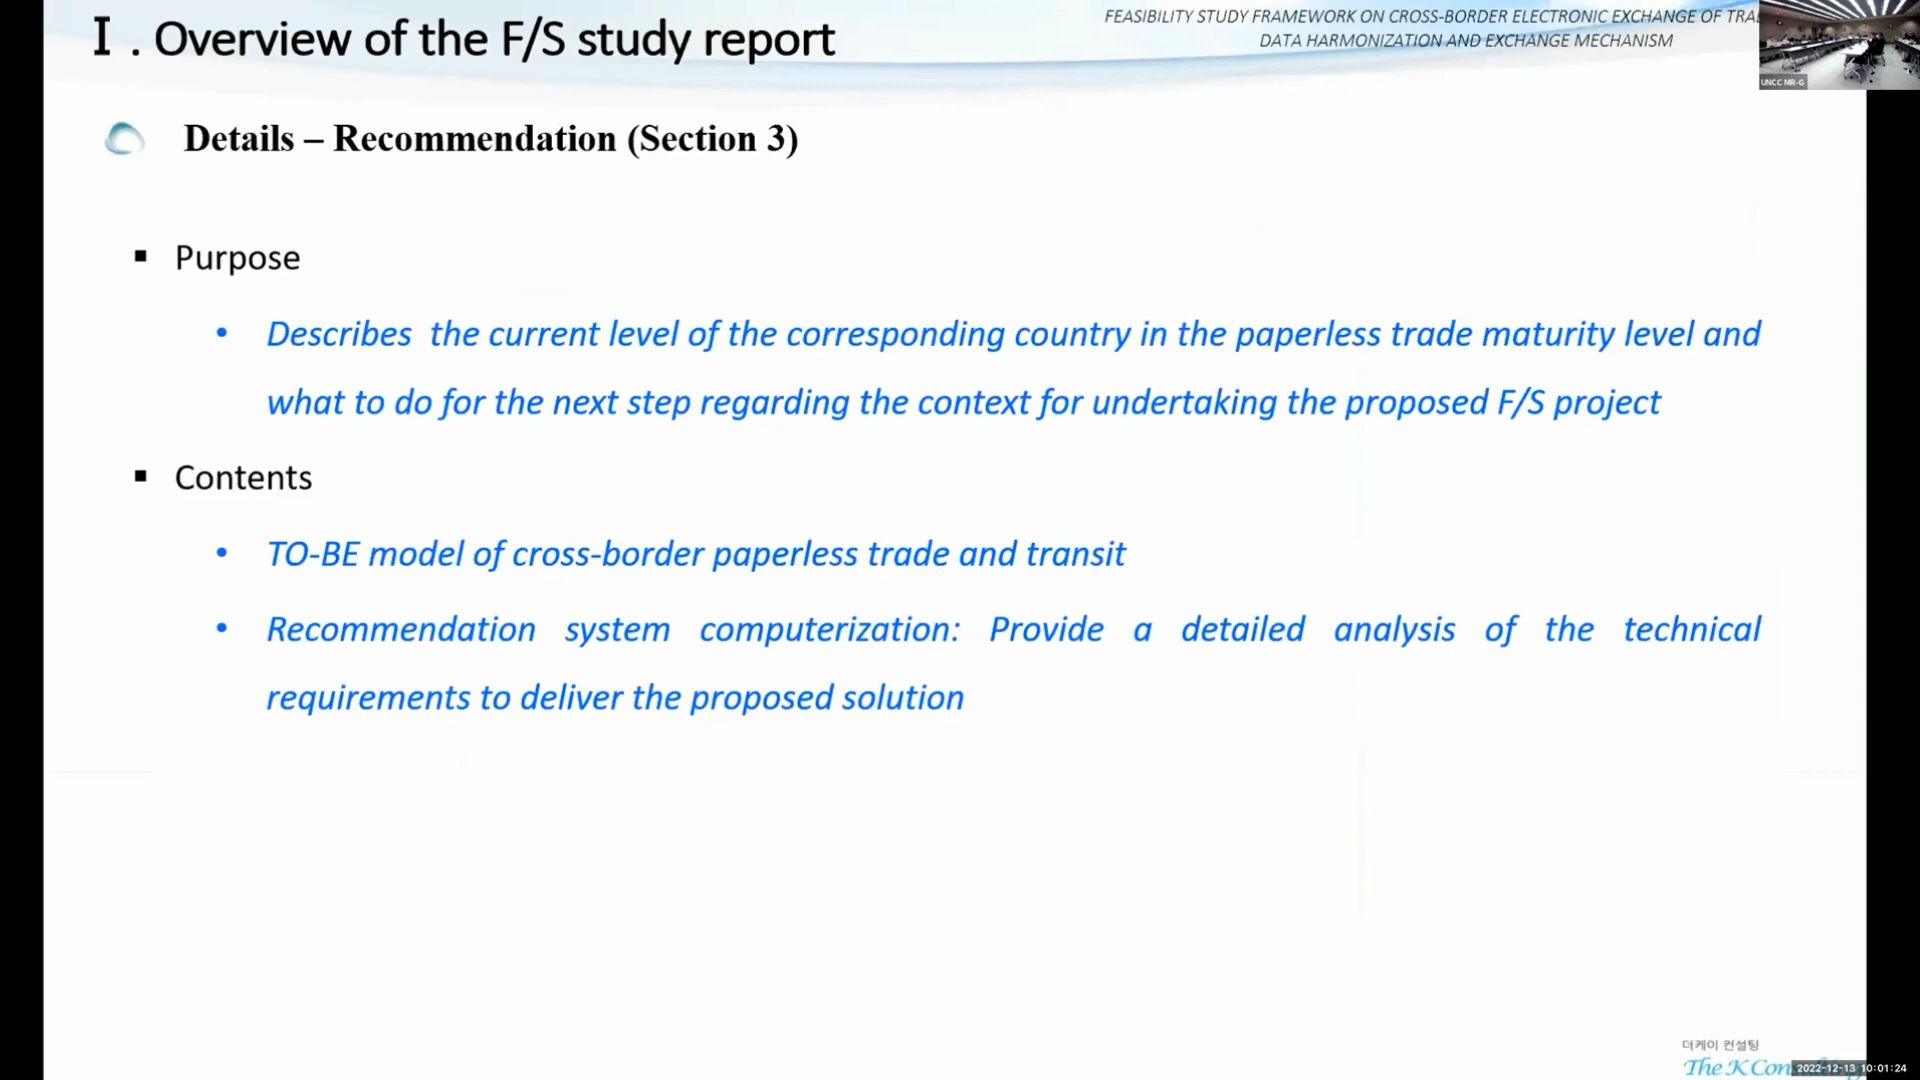 Ⅰ. Overview of the F/S study report
FEASIBILITY STUDY FRAMEWORK ON CROSS-BORDER ELECTRONIC EXCHANGE OF
DATA HARMONIZATION AND EXCHANGE MECHANISM
UNCC MR-G
Details – Recommendation (Section 3)
▪ Purpose
• Describes the current level of the corresponding country in the paperless trade maturity level and
what to do for the next step regarding the context for undertaking the proposed F/S project
▪ Contents
• TO-BE model of cross-border paperless trade and transit
• Recommendation system computerization: Provide a detailed analysis of the technical
requirements to deliver the proposed solution
더케이 컨설팅
The K
2022-12-13 10:01:24